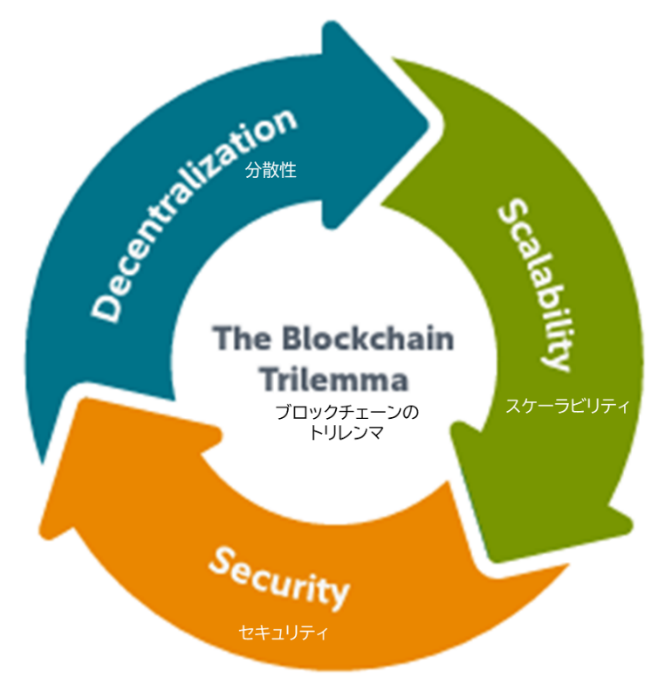 Decentralization
分散性
Scalability
スケーラビリティ
The Blockchain
Trilemma
ブロックチェーンの
トリレンマ
Security
セキュリティ